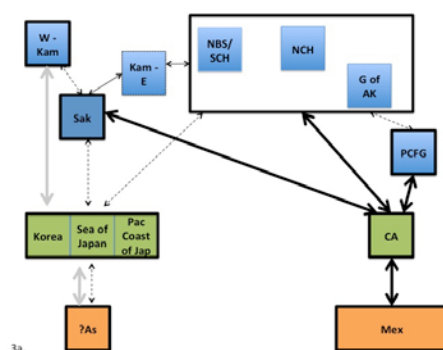 W -
Kam
Kam -
E
NBS/
SCH
NCH
G of
AK
Sak
PCFG
Korea
Sea of
Japan
Pac
Coast
of Jap
CA
?As
Mex
3a